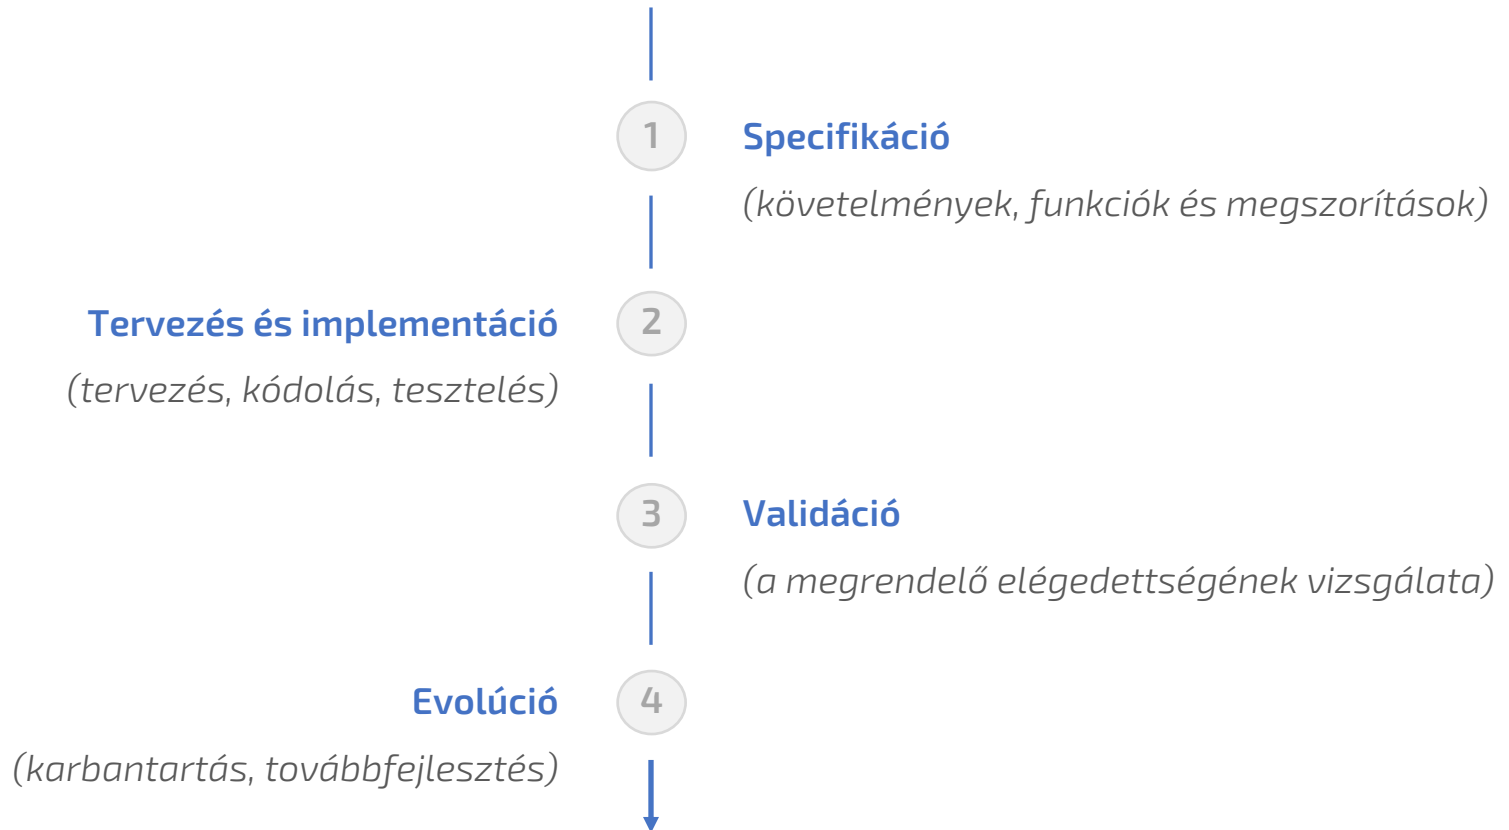 1
Specifikáció
(követelmények, funkciók és megszorítások)
2
Tervezés és implementáció
(tervezés, kódolás, tesztelés)
3
Validáció
(a megrendelő elégedettségének vizsgálata)
4
Evolúció
(karbantartás, továbbfejlesztés)